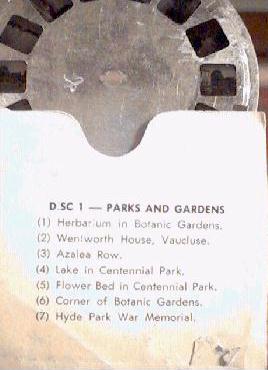 D.SC 1 — PARKS AND GARDENS
(1) Herbarium in Botanic Gardens.
(2) Wentworth House, Vaucluse.
(3) Azalea Row.
(4) Lake in Centennial Park.
(5) Flower Bed in Centennial Park.
(6) Corner of Botanic Gardens.
(7) Hyde Park War Memorial.